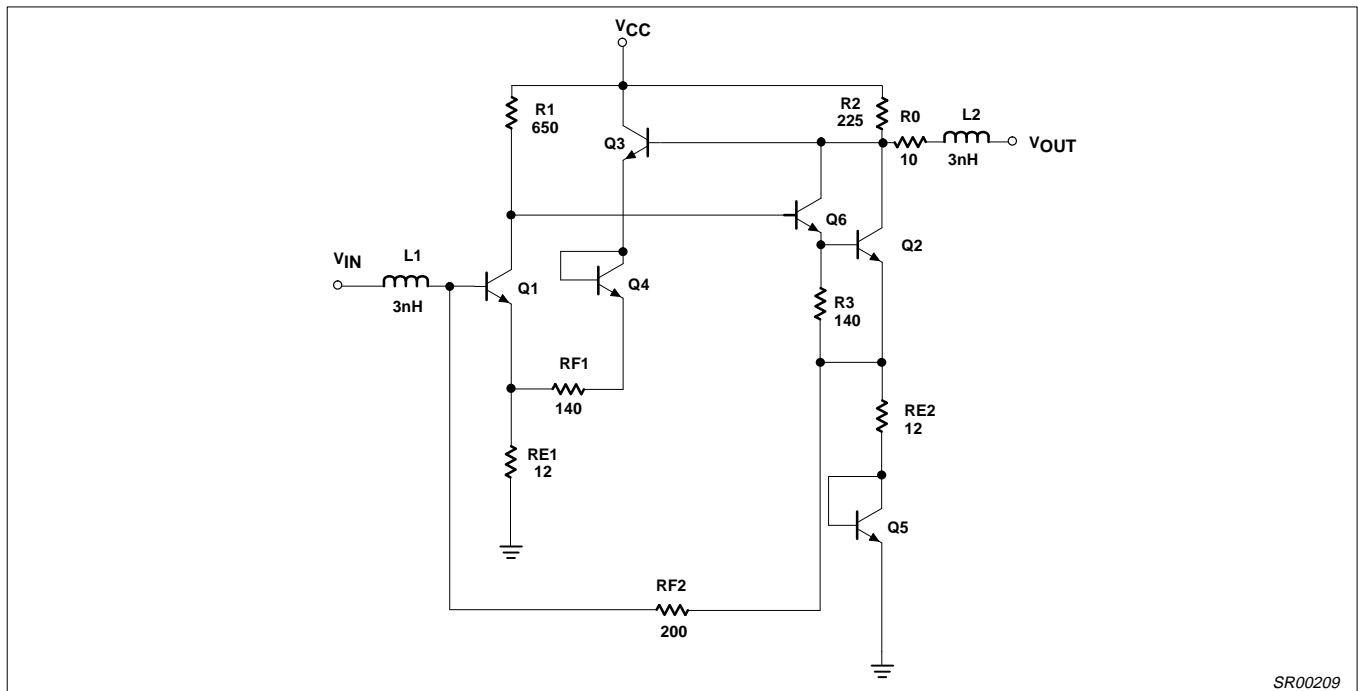 VCC
R1
650
R2
225
R0
10
L2
3nH
VOUT
Q3
Q6
Q2
VIN
L1
3nH
Q1
Q4
R3
140
RF1
140
RE2
12
RE1
12
Q5
RF2
200
SR00209